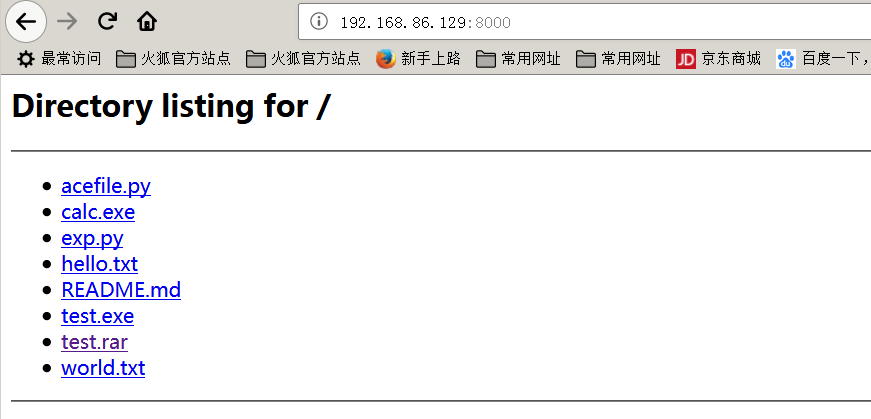 192.168.86.129:8000
最常访问 火狐官方站点 火狐官方站点 新手上路 常用网址 常用网址 JD 京东商城 du 百度一下，
Directory listing for /
acefile.py
calc.exe
exp.py
hello.txt
README.md
test.exe
test.rar
world.txt